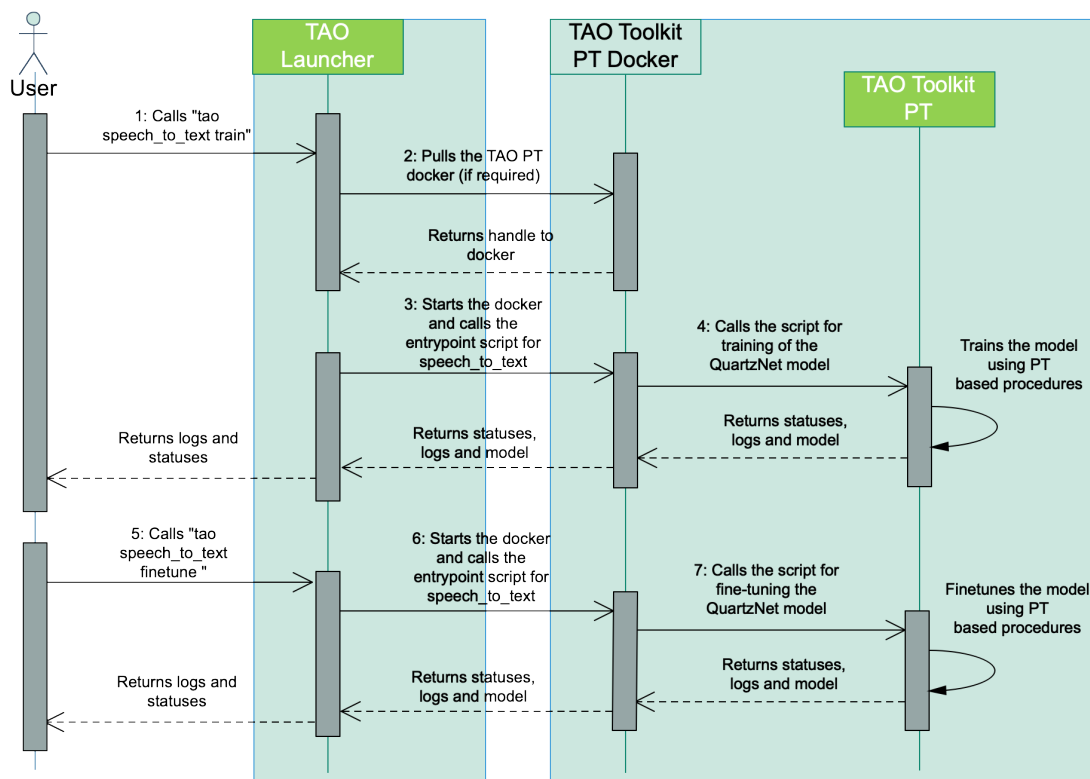 TAO
Launcher
TAO Toolkit
PT Docker
User
TAO Toolkit
PT
1: Calls "tao
speech_to_text train"
2: Pulls the TAO PT
docker (if required)
Returns handle to
docker
3: Starts the docker
and calls the
entrypoint script for
speech_to_text
4: Calls the script for
training of the
QuartzNet model
Trains the model
using PT
based procedures
Returns statuses,
logs and model
Returns statuses,
logs and model
Returns logs and
statuses
5: Calls "tao
speech_to_text
finetune "
6: Starts the docker
and calls the
entrypoint script for
speech_to_text
7: Calls the script for
fine-tuning the
QuartzNet model
Finetunes the model
using PT
based procedures
Returns statuses,
logs and model
Returns statuses,
logs and model
Returns logs and
statuses